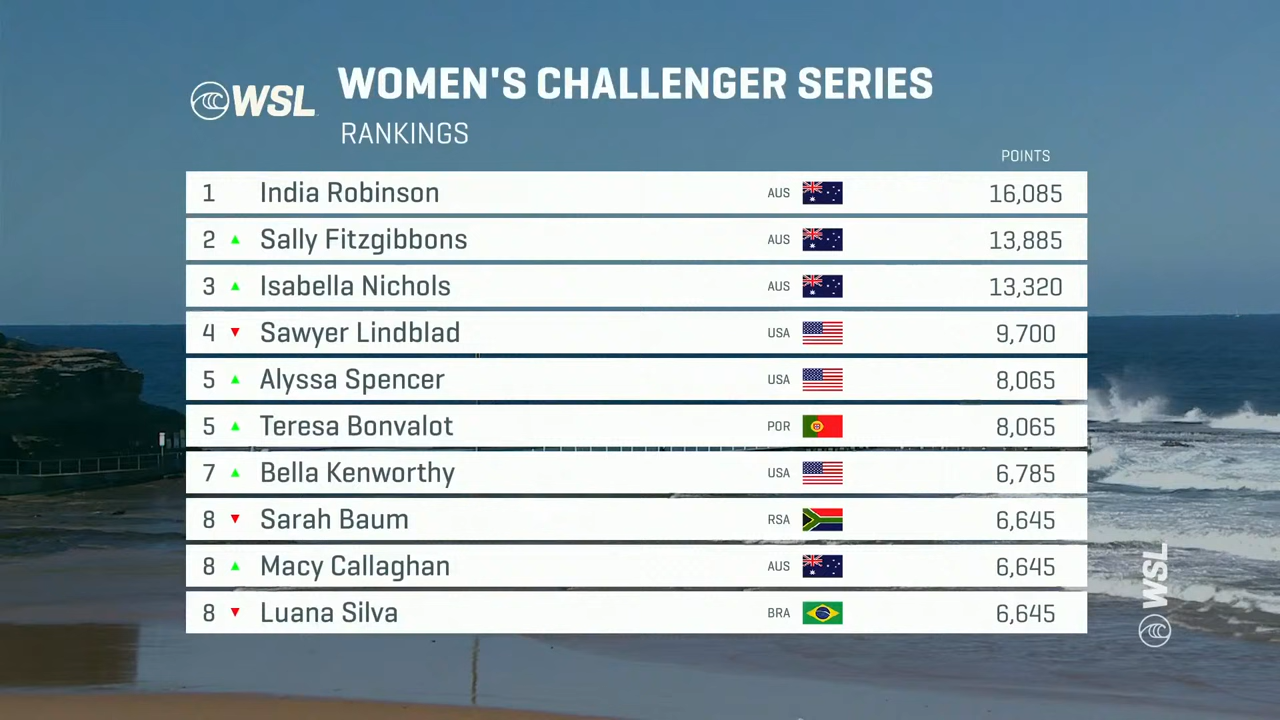 WSL
WOMEN'S CHALLENGER SERIES
RANKINGS
POINTS
1 India Robinson AUS 16,085
2 Sally Fitzgibbons AUS 13,885
3 Isabella Nichols AUS 13,320
4 Sawyer Lindblad USA 9,700
5 Alyssa Spencer USA 8,065
5 Teresa Bonvalot POR 8,065
7 Bella Kenworthy USA 6,785
8 Sarah Baum RSA 6,645
8 Macy Callaghan AUS 6,645
8 Luana Silva BRA 6,645
WSL